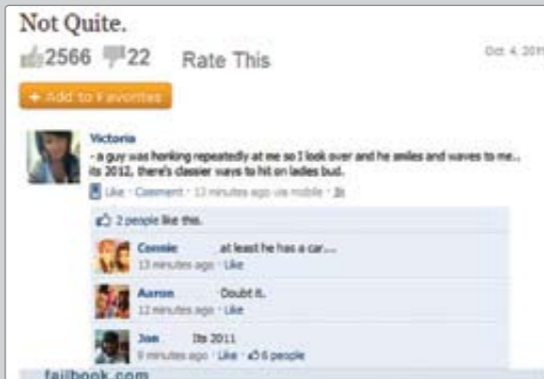 Not Quite.
2566 22 Rate This
Oct 4, 201
+ Add to Favorites
Victoria
- a guy was honking repeatedly at me so I look over and he smiles and waves to me..
its 2012, there's classier ways to hit on ladies bud.
Like · Comment · 13 minutes ago via mobile ·
2 people like this.
Connie at least he has a car....
13 minutes ago · Like
Aaron Doubt it.
12 minutes ago · Like
Jon Its 2011
9 minutes ago · Like · 6 people
failbook.com